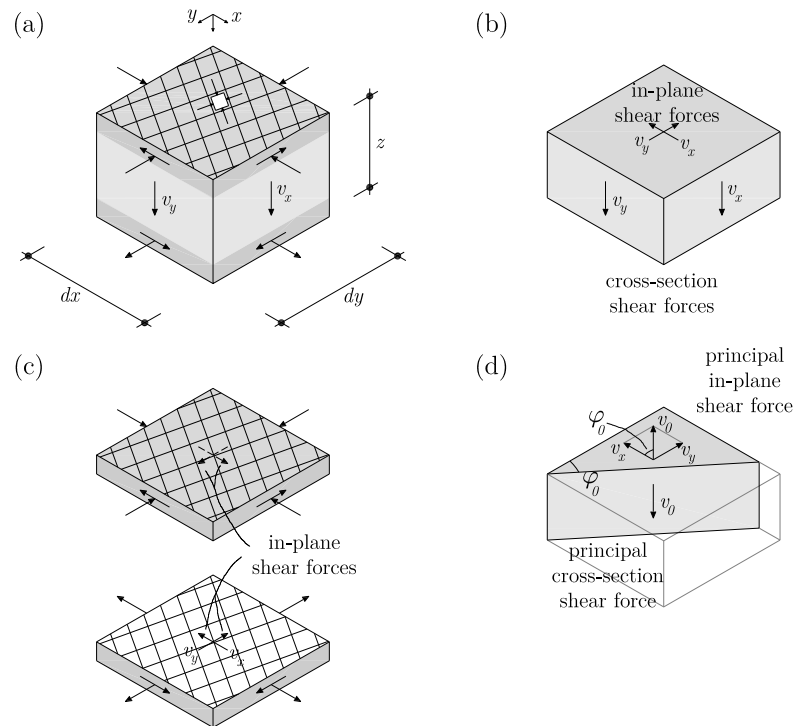 (a)
y x
z
v_y
v_x
dx
dy
(b)
in-plane
shear forces
v_y v_x
v_y
v_x
cross-section
shear forces
(c)
in-plane
shear forces
v_y v_x
(d)
principal
in-plane
shear force
φ_0
v_0
v_x
v_y
φ_0
v_0
principal
cross-section
shear force